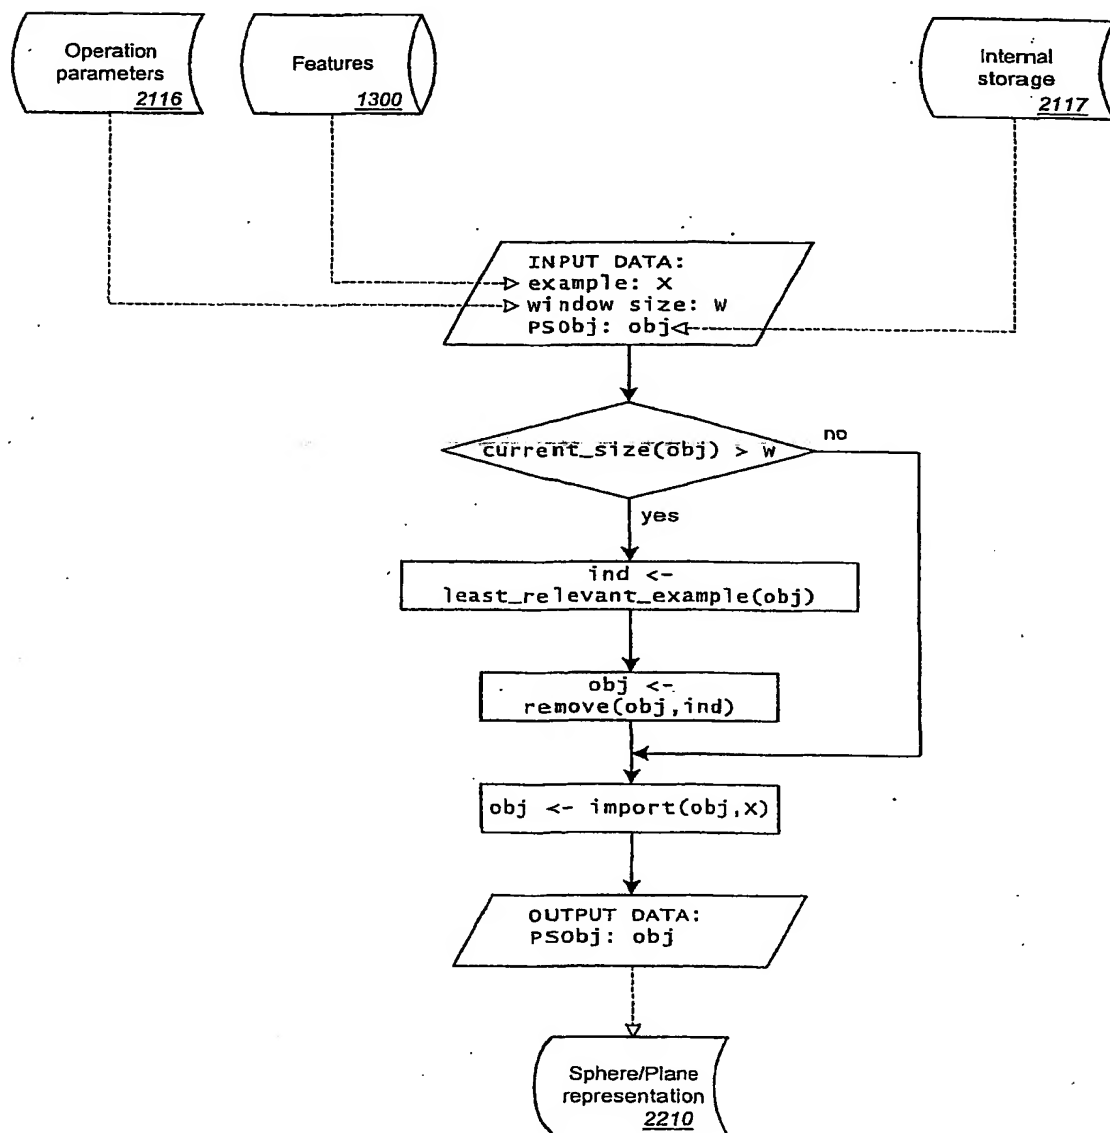 Operation
parameters
2116
Features
1300
Internal
storage
2117
INPUT DATA:
example: X
window size: W
PSObj: obj
current_size(obj) > W
no
yes
ind <-
least_relevant_example(obj)
obj <-
remove(obj,ind)
obj <- import(obj,X)
OUTPUT DATA:
PSObj: obj
Sphere/Plane
representation
2210